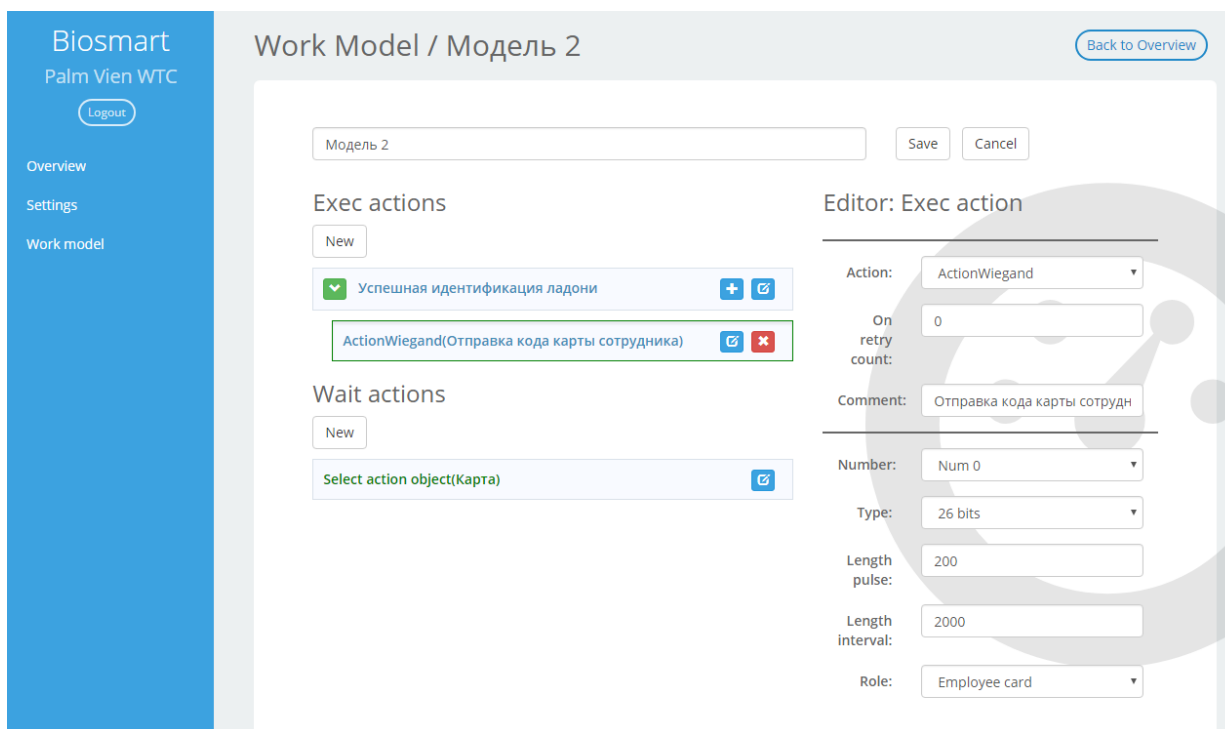 Biosmart
Palm Vien WTC
Logout
Overview
Settings
Work model
Work Model / Модель 2
Back to Overview
Модель 2
Save
Cancel
Exec actions
New
Успешная идентификация ладони
ActionWiegand(Отправка кода карты сотрудника)
Wait actions
New
Select action object(Карта)
Editor: Exec action
Action:
ActionWiegand
On
retry
count:
0
Comment:
Отправка кода карты сотрудн
Number:
Num 0
Type:
26 bits
Length
pulse:
200
Length
interval:
2000
Role:
Employee card